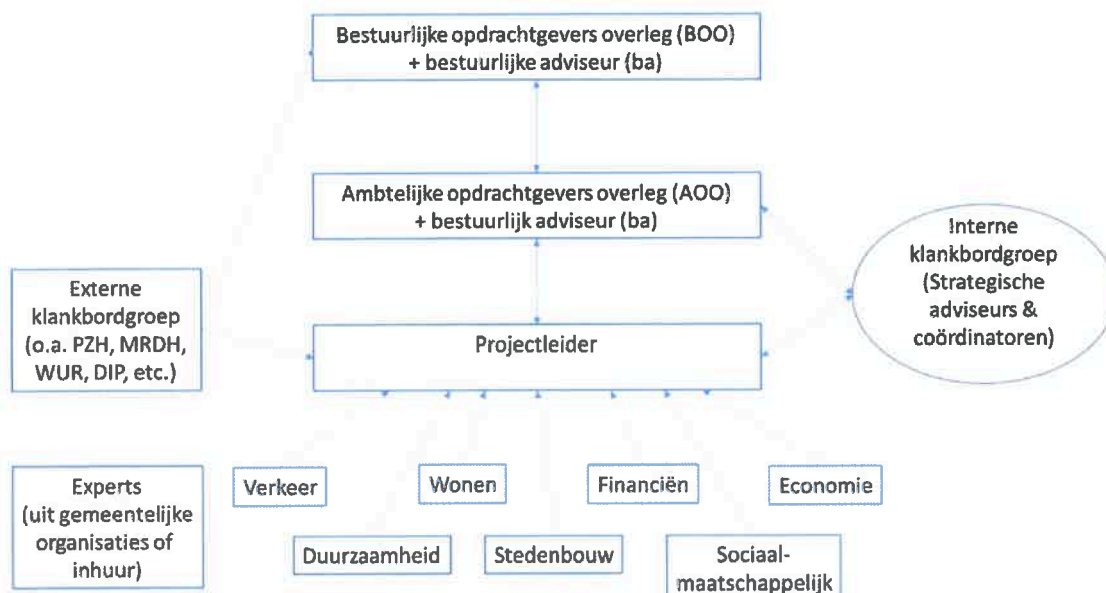 Bestuurlijke opdrachtgevers overleg (BOO)
+ bestuurlijke adviseur (ba)
Ambtelijke opdrachtgevers overleg (AOO)
+ bestuurlijk adviseur (ba)
Interne
klankbordgroep
(Strategische
adviseurs &
coördinatoren)
Externe
klankbordgroep
(o.a. PZH, MRDH,
WUR, DIP, etc.)
Projectleider
Experts
(uit gemeentelijke
organisaties of
inhuur)
Verkeer
Wonen
Financiën
Economie
Duurzaamheid
Stedenbouw
Sociaal-
maatschappelijk